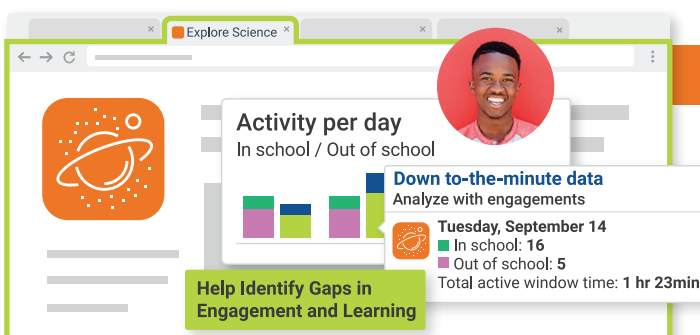 Explore Science
Activity per day
In school / Out of school
Down to-the-minute data
Analyze with engagements
Tuesday, September 14
In school: 16
Out of school: 5
Total active window time: 1 hr 23min
Help Identify Gaps in
Engagement and Learning